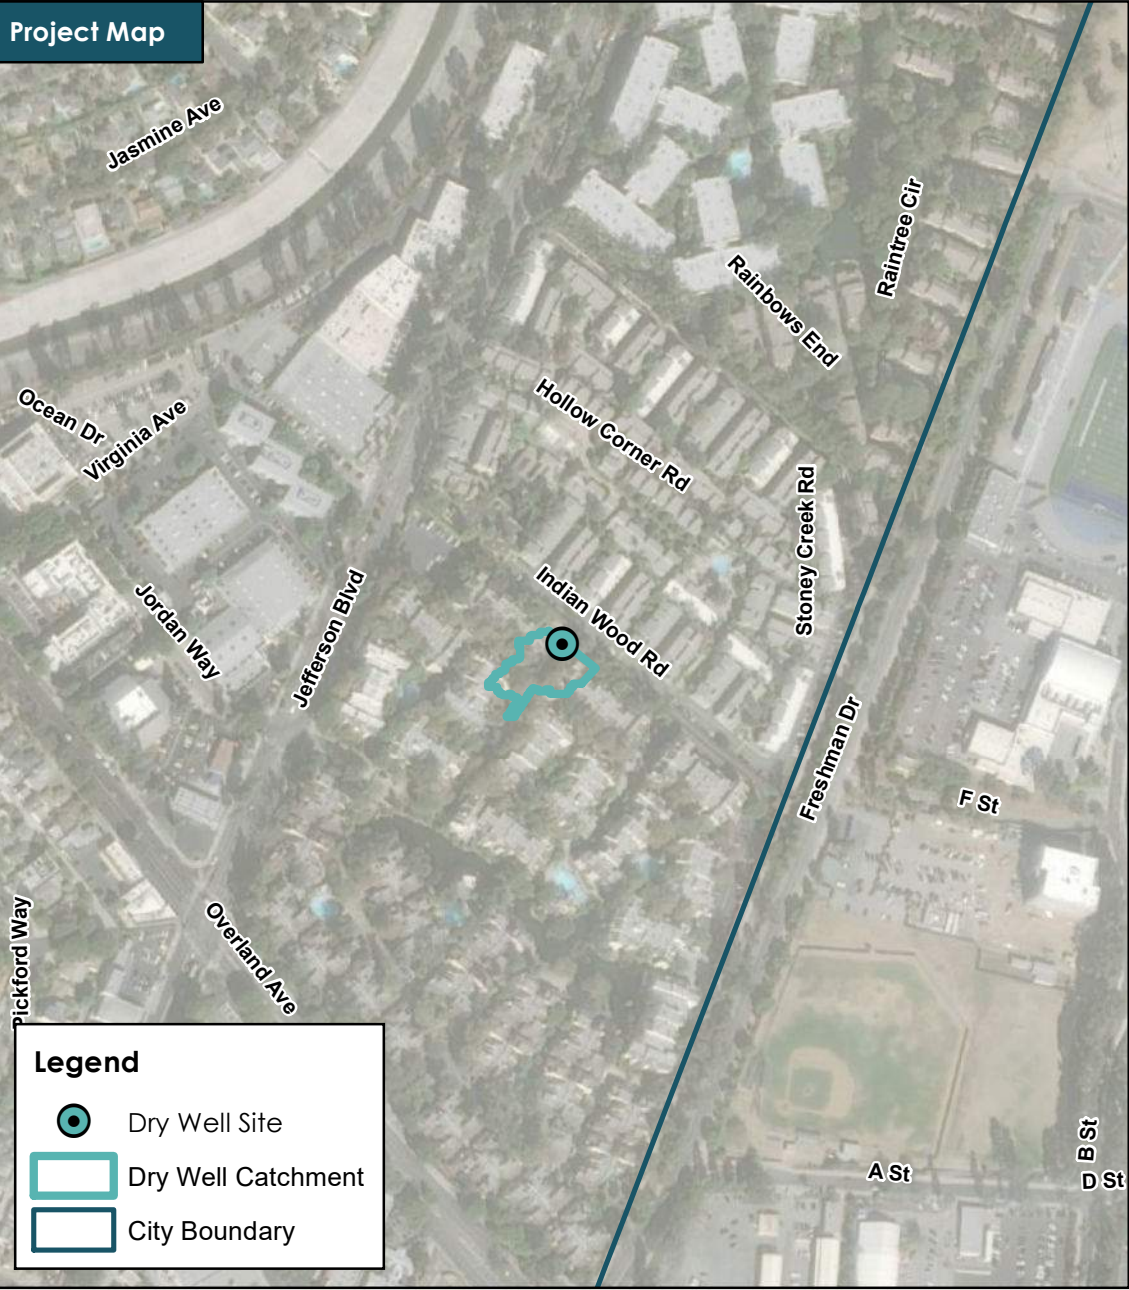 Project Map
Jasmine Ave
Raintree Cir
Rainbows End
Ocean Dr
Virginia Ave
Hollow Corner Rd
Stoney Creek Rd
Jordan Way
Jefferson Blvd
Indian Wood Rd
Freshman Dr
F St
Pickford Way
Overland Ave
B St
A St
D St
Legend
Dry Well Site
Dry Well Catchment
City Boundary